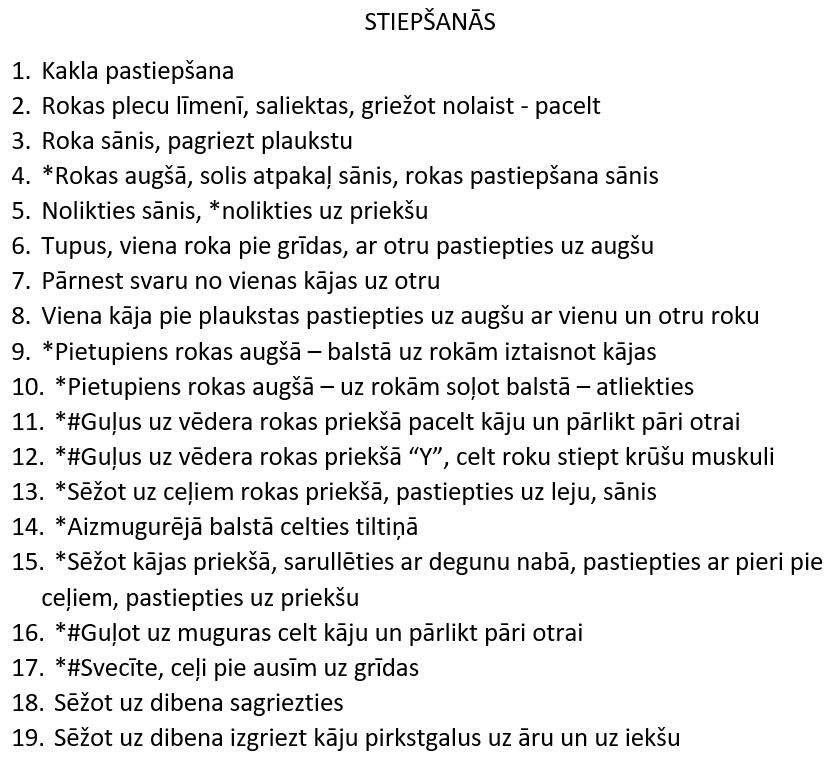 STIEPŠANĀS
1. Kakla pastiepšana
2. Rokas plecu līmenī, saliektas, griežot nolaist - pacelt
3. Roka sānis, pagriezt plaukstu
4. *Rokas augšā, solis atpakaļ sānis, rokas pastiepšana sānis
5. Nolikties sānis, *nolikties uz priekšu
6. Tupus, viena roka pie grīdas, ar otru pastiepties uz augšu
7. Pārnest svaru no vienas kājas uz otru
8. Viena kāja pie plaukstas pastiepties uz augšu ar vienu un otru roku
9. *Pietupiens rokas augšā – balstā uz rokām iztaisnot kājas
10. *Pietupiens rokas augšā – uz rokām soļot balstā – atliekties
11. *#Guļus uz vēdera rokas priekšā pacelt kāju un pārlikt pāri otrai
12. *#Guļus uz vēdera rokas priekšā “Y”, celt roku stiept krūšu muskuli
13. *Sēžot uz ceļiem rokas priekšā, pastiepties uz leju, sānis
14. *Aizmugurējā balstā celties tiltiņā
15. *Sēžot kājas priekšā, sarullēties ar degunu nabā, pastiepties ar pieri pie
ceļiem, pastiepties uz priekšu
16. *#Guļot uz muguras celt kāju un pārlikt pāri otrai
17. *#Svecīte, ceļi pie ausīm uz grīdas
18. Sēžot uz dibena sagriezties
19. Sēžot uz dibena izgriezt kāju pirkstgalus uz āru un uz iekšu